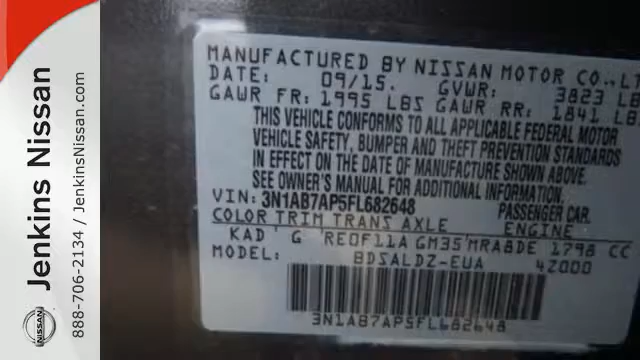 MANUFACTURED BY NISSAN MOTOR CO.,LT
DATE: 09/15. GVWR: 3823 LB
GAWR FR: 1995 LBS GAWR RR: 1841 LB
THIS VEHICLE CONFORMS TO ALL APPLICABLE FEDERAL MOTOR
VEHICLE SAFETY, BUMPER AND THEFT PREVENTION STANDARDS
IN EFFECT ON THE DATE OF MANUFACTURE SHOWN ABOVE.
SEE OWNER'S MANUAL FOR ADDITIONAL INFORMATION.
VIN: 3N1AB7AP5FL682648 PASSENGER CAR
COLOR TRIM TRANS AXLE ENGINE
KAD G RE0F11A GM35 MRA8DE 1798 CC
MODEL: BDSALDZ-EUA 4Z000
3N1AB7AP5FL682648
Jenkins Nissan
888-706-2134 / JenkinsNissan.com
NISSAN